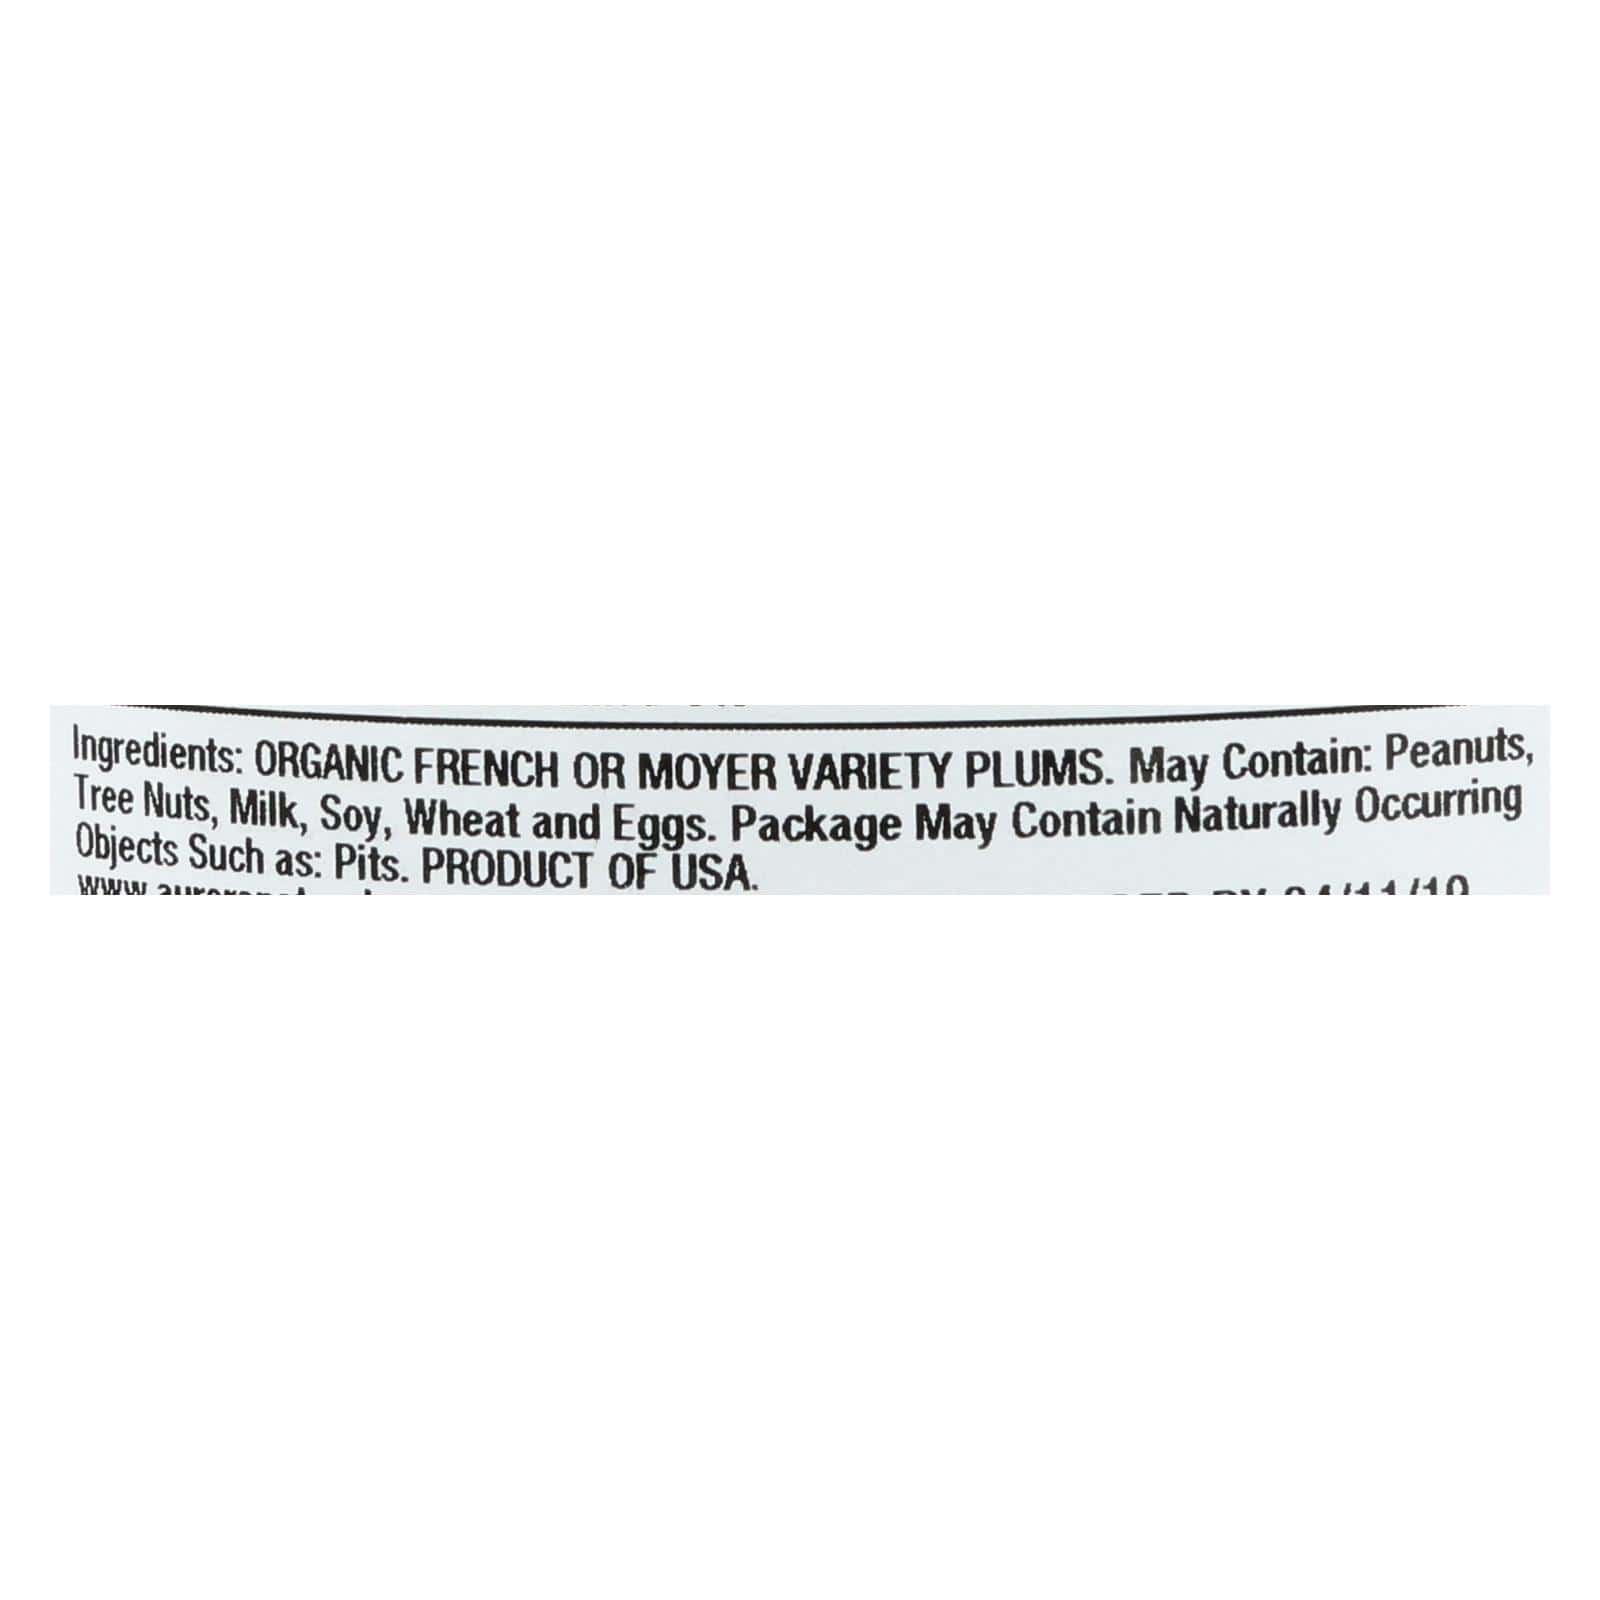 Ingredients: ORGANIC FRENCH OR MOYER VARIETY PLUMS. May Contain: Peanuts,
Tree Nuts, Milk, Soy, Wheat and Eggs. Package May Contain Naturally Occurring
Objects Such as: Pits. PRODUCT OF USA.